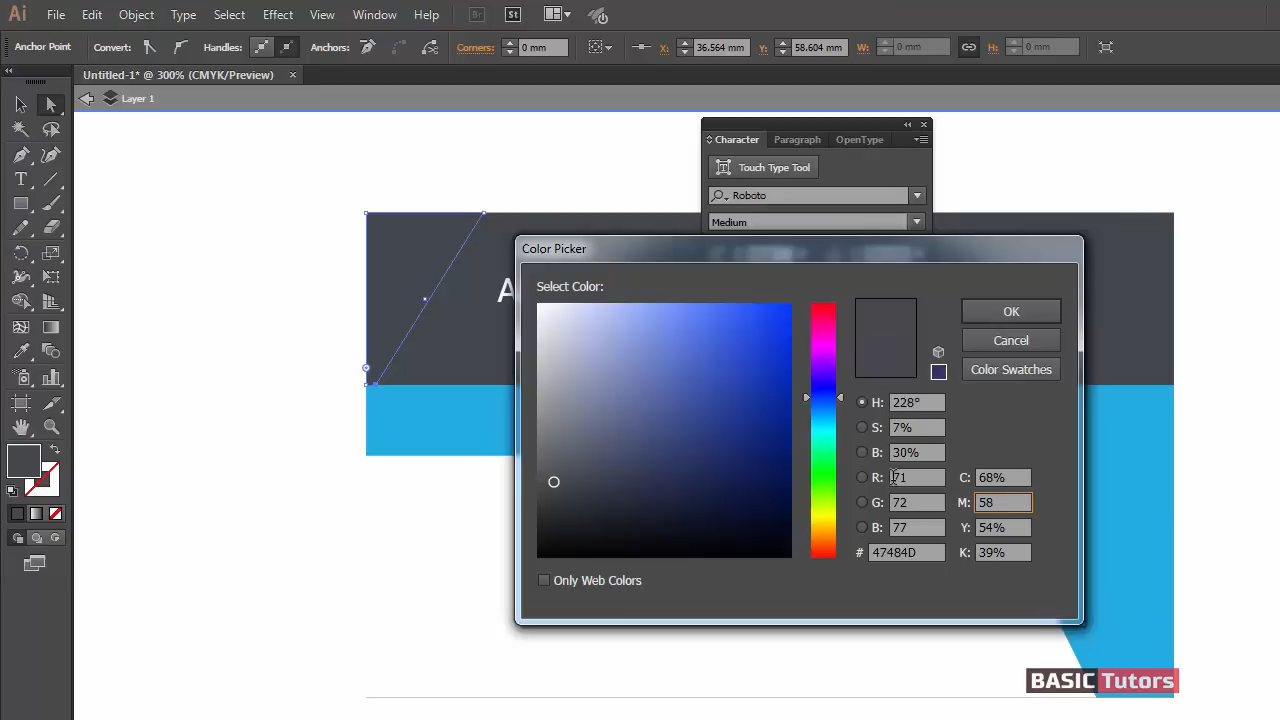 Ai File Edit Object Type Select Effect View Window Help Br St
Anchor Point Convert: Handles: Anchors: Corners: 0 mm X: 36.564 mm Y: 58.604 mm W: 0 mm H: 0 mm
Untitled-1* @ 300% (CMYK/Preview)
Layer 1
Character Paragraph OpenType
Touch Type Tool
Roboto
Medium
Color Picker
Select Color:
A
OK
Cancel
Color Swatches
H: 228°
S: 7%
B: 30%
R: 71 C: 68%
G: 72 M: 58
B: 77 Y: 54%
# 47484D K: 39%
Only Web Colors
BASIC Tutors